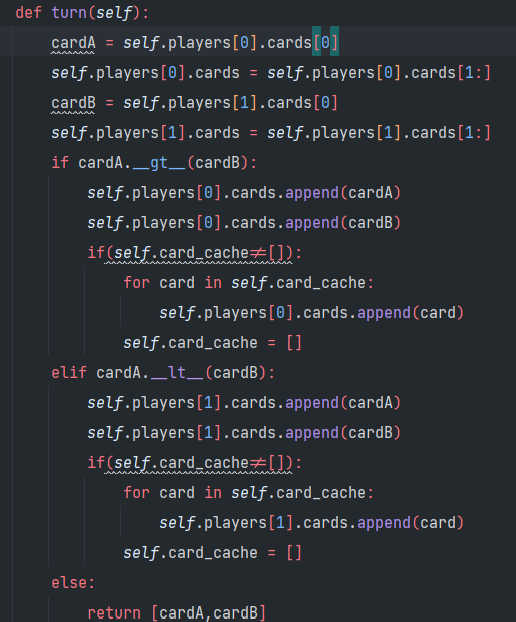 def turn(self):
    cardA = self.players[0].cards[0]
    self.players[0].cards = self.players[0].cards[1:]
    cardB = self.players[1].cards[0]
    self.players[1].cards = self.players[1].cards[1:]
    if cardA.__gt__(cardB):
        self.players[0].cards.append(cardA)
        self.players[0].cards.append(cardB)
        if(self.card_cache≠[]):
            for card in self.card_cache:
                self.players[0].cards.append(card)
            self.card_cache = []
    elif cardA.__lt__(cardB):
        self.players[1].cards.append(cardA)
        self.players[1].cards.append(cardB)
        if(self.card_cache≠[]):
            for card in self.card_cache:
                self.players[1].cards.append(card)
            self.card_cache = []
    else:
        return [cardA,cardB]